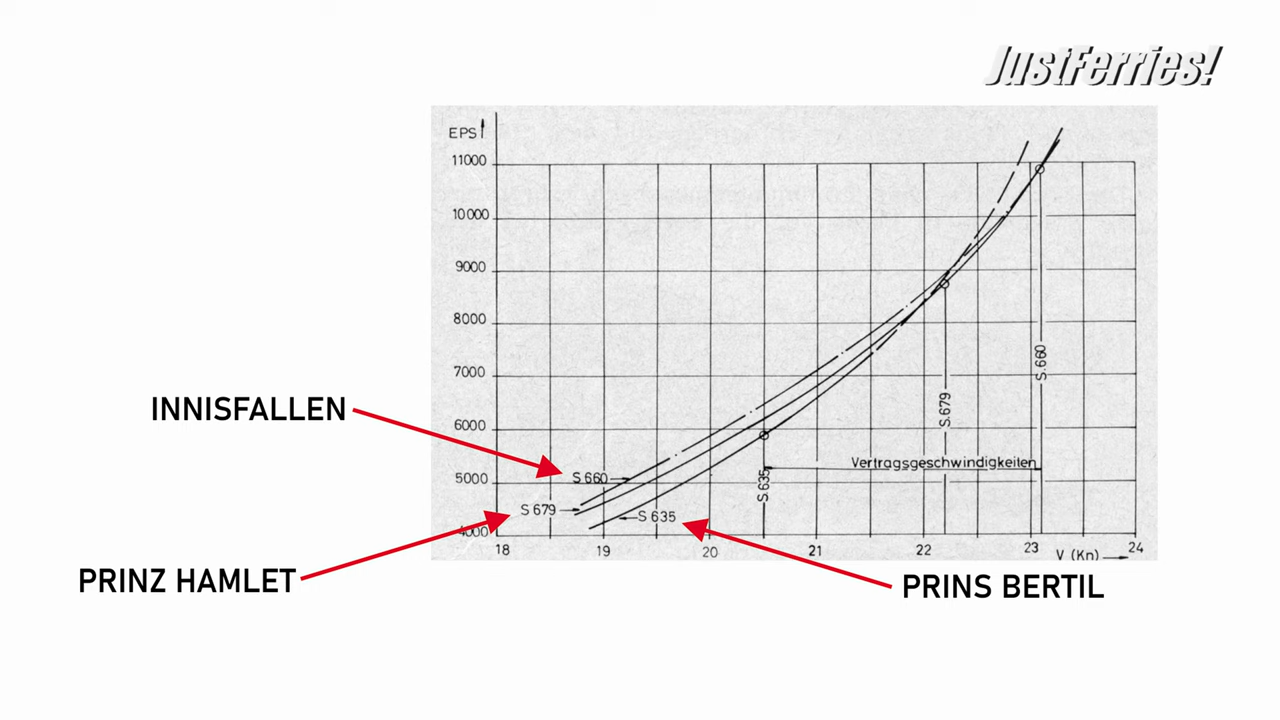 JustFerries!
EPS
11000
10000
9000
8000
7000
6000
5000
4000
18
19
20
21
22
23
24
V (Kn)
S.660
S.679
S.635
Vertragsgeschwindigkeiten
S 660
S 679
S 635
INNISFALLEN
PRINZ HAMLET
PRINS BERTIL